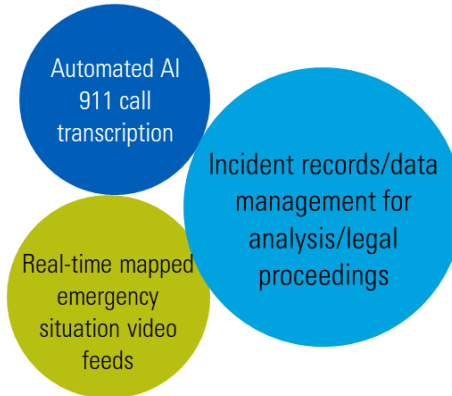 Automated AI
911 call
transcription
Incident records/data
management for
analysis/legal
proceedings
Real-time mapped
emergency
situation video
feeds